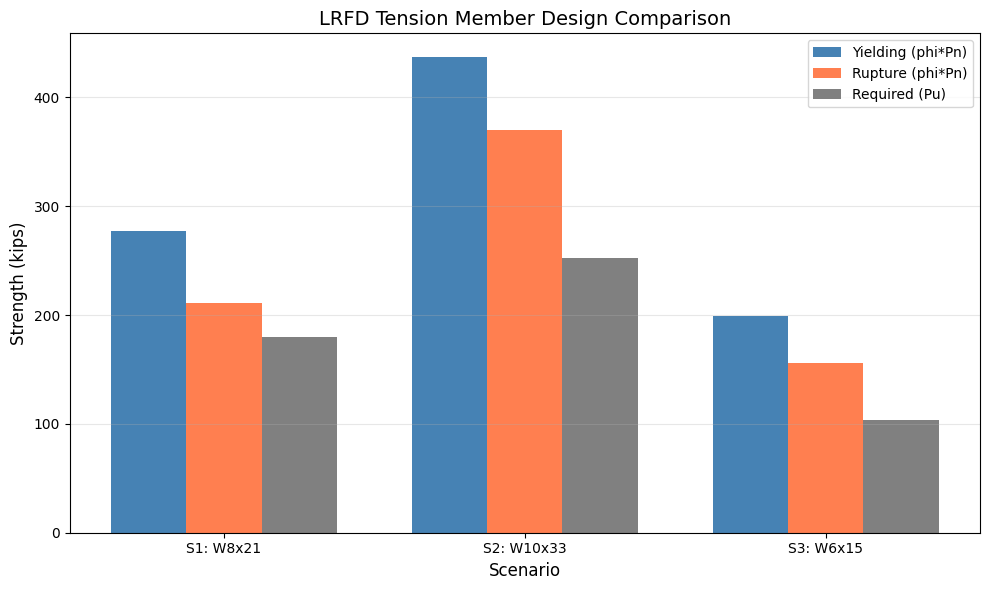 LRFD Tension Member Design Comparison
Yielding (phi*Pn)
Rupture (phi*Pn)
Required (Pu)
Strength (kips)
400
300
200
100
0
S1: W8x21
S2: W10x33
S3: W6x15
Scenario